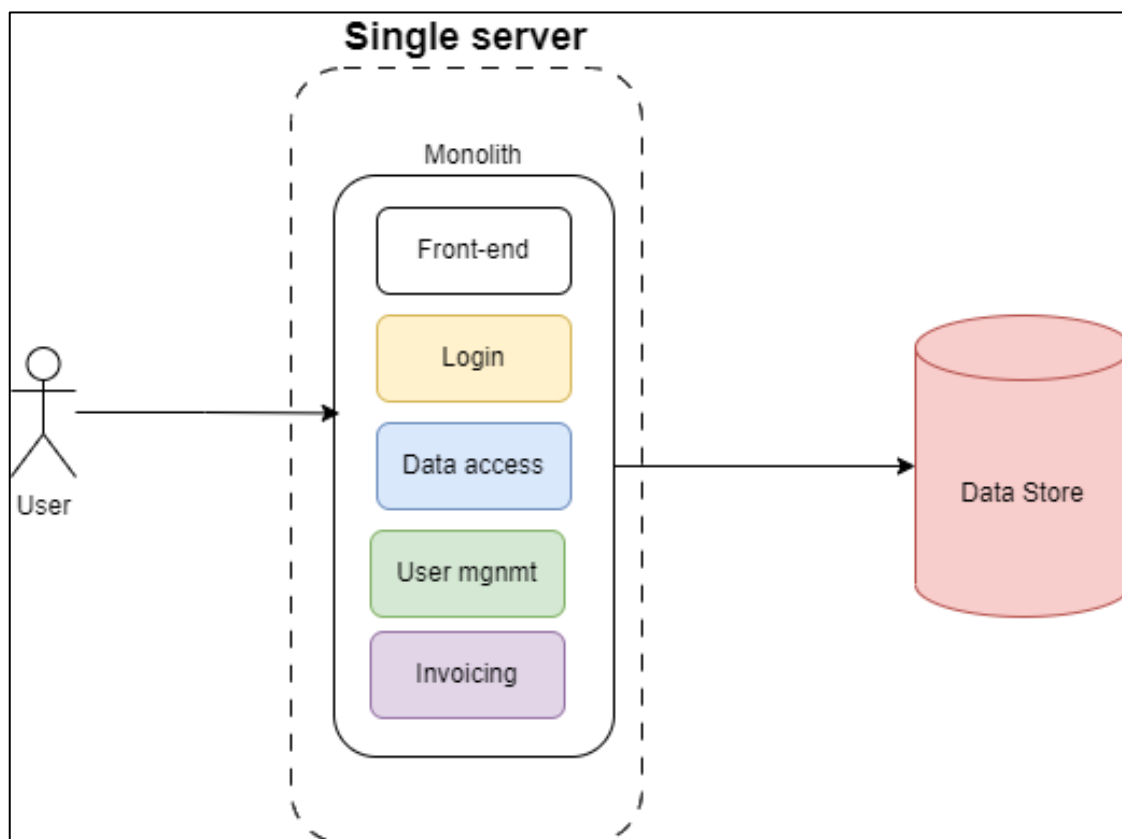 Single server
Monolith
Front-end
Login
Data access
User mgnmt
Invoicing
User
Data Store